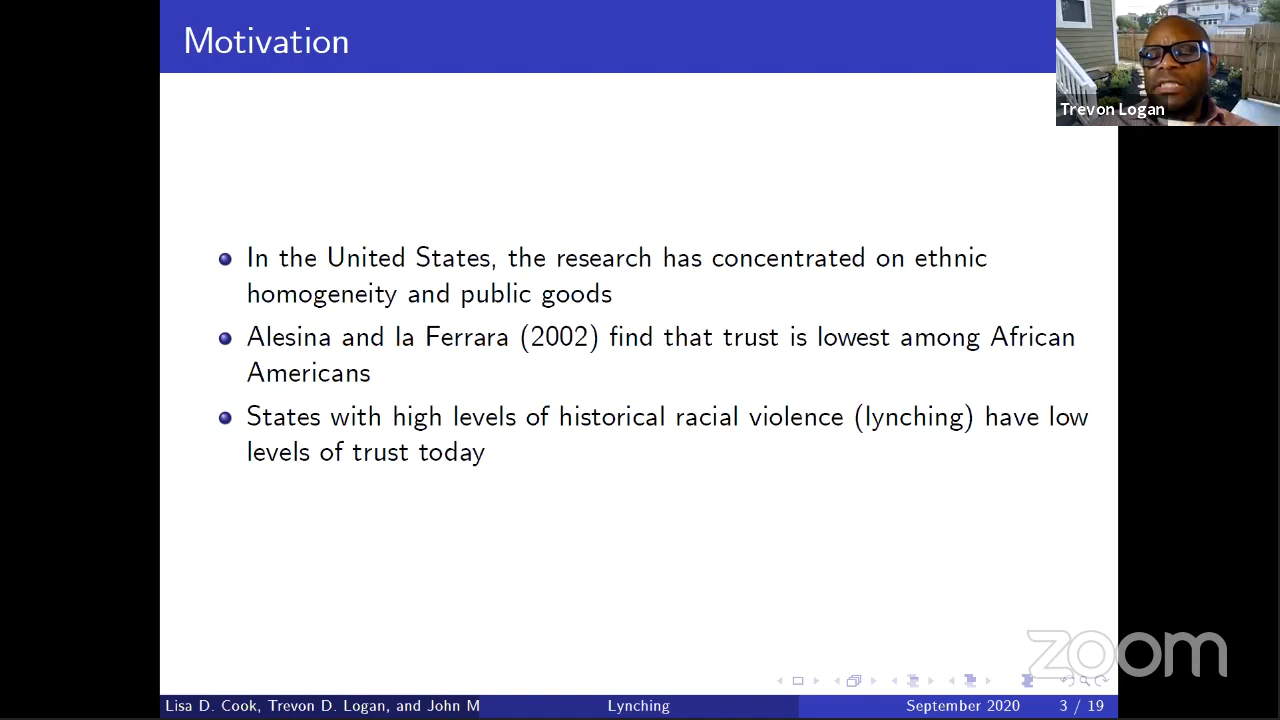 Motivation
Trevon Logan
In the United States, the research has concentrated on ethnic
homogeneity and public goods
Alesina and la Ferrara (2002) find that trust is lowest among African
Americans
States with high levels of historical racial violence (lynching) have low
levels of trust today
zoom
Lisa D. Cook, Trevon D. Logan, and John M
Lynching
September 2020
3 / 19